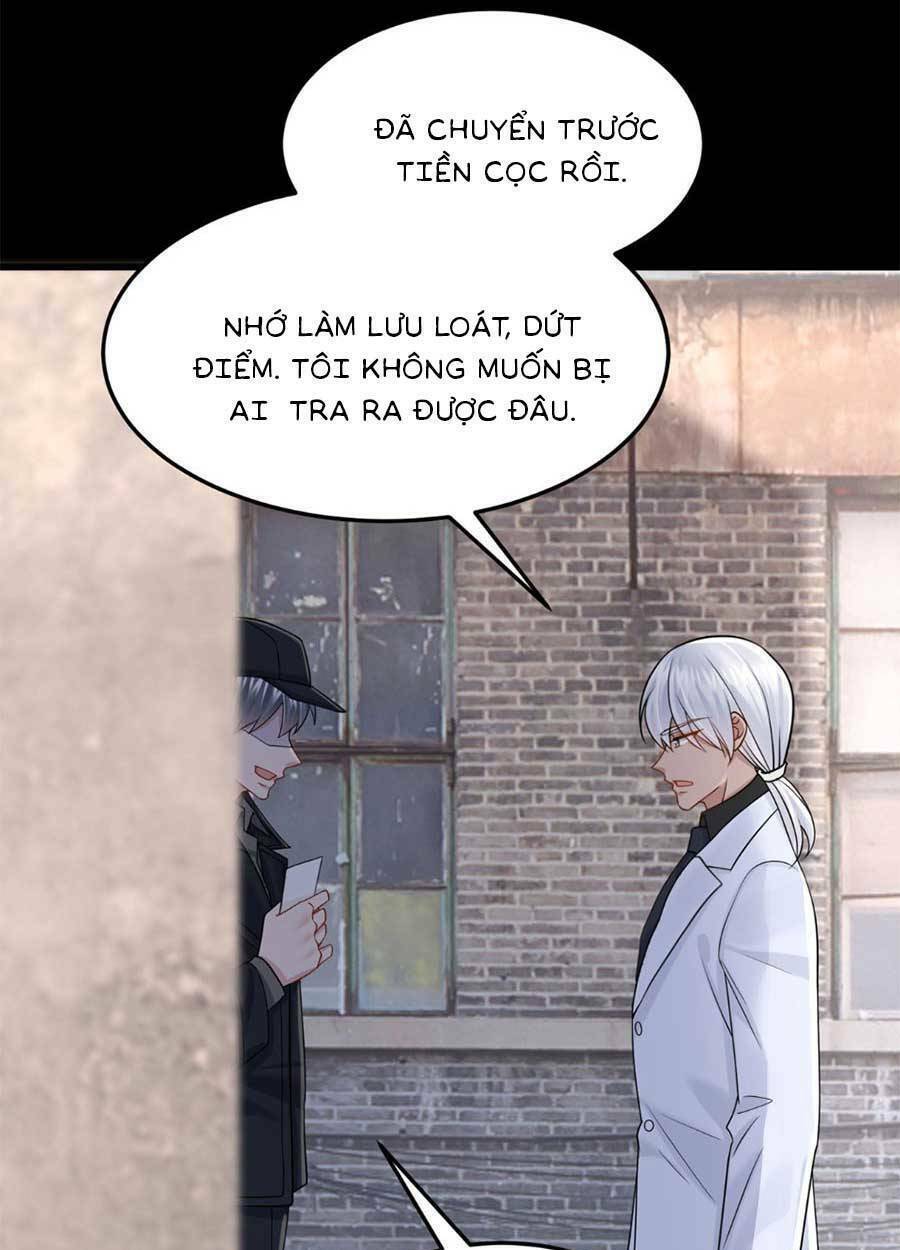 ĐÃ CHUYỂN TRƯỚC
TIỀN CỌC RỒI.
NHỚ LÀM LƯU LOÁT, DỨT
ĐIỂM. TÔI KHÔNG MUỐN BỊ
AI TRA RA ĐƯỢC ĐÂU.